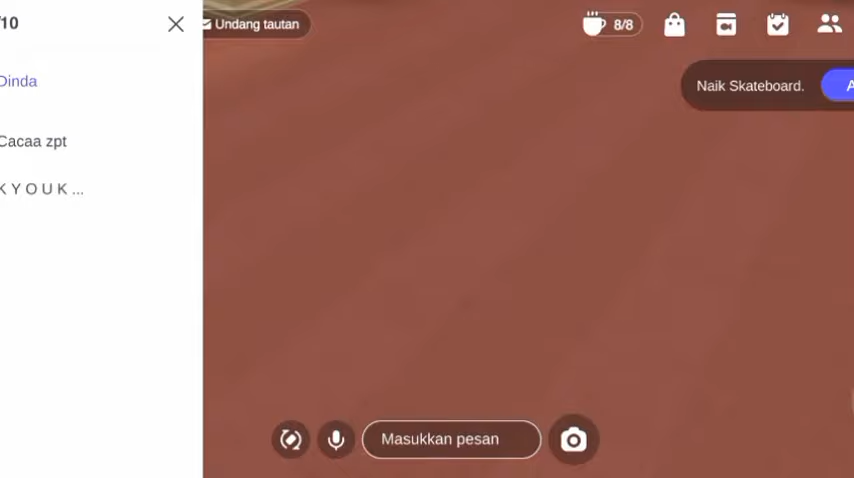 /10
Undang tautan
8/8
Dinda
Naik Skateboard.
A
Cacaa zpt
K Y O U K ...
Masukkan pesan